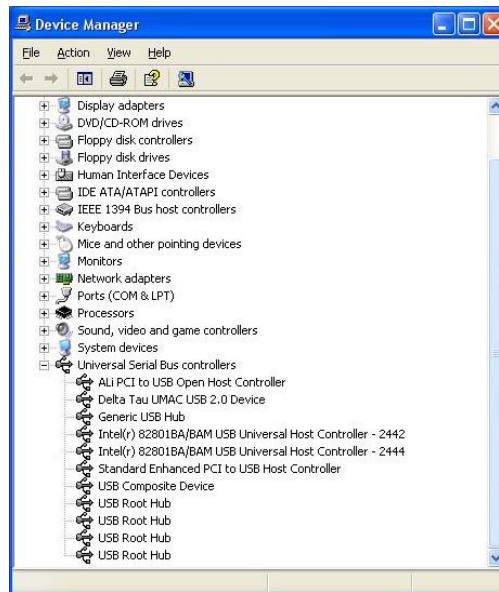 Device Manager
File Action View Help
Display adapters
DVD/CD-ROM drives
Floppy disk controllers
Floppy disk drives
Human Interface Devices
IDE ATA/ATAPI controllers
IEEE 1394 Bus host controllers
Keyboards
Mice and other pointing devices
Monitors
Network adapters
Ports (COM & LPT)
Processors
Sound, video and game controllers
System devices
Universal Serial Bus controllers
ALi PCI to USB Open Host Controller
Delta Tau UMAC USB 2.0 Device
Generic USB Hub
Intel(r) 82801BA/BAM USB Universal Host Controller - 2442
Intel(r) 82801BA/BAM USB Universal Host Controller - 2444
Standard Enhanced PCI to USB Host Controller
USB Composite Device
USB Root Hub
USB Root Hub
USB Root Hub
USB Root Hub